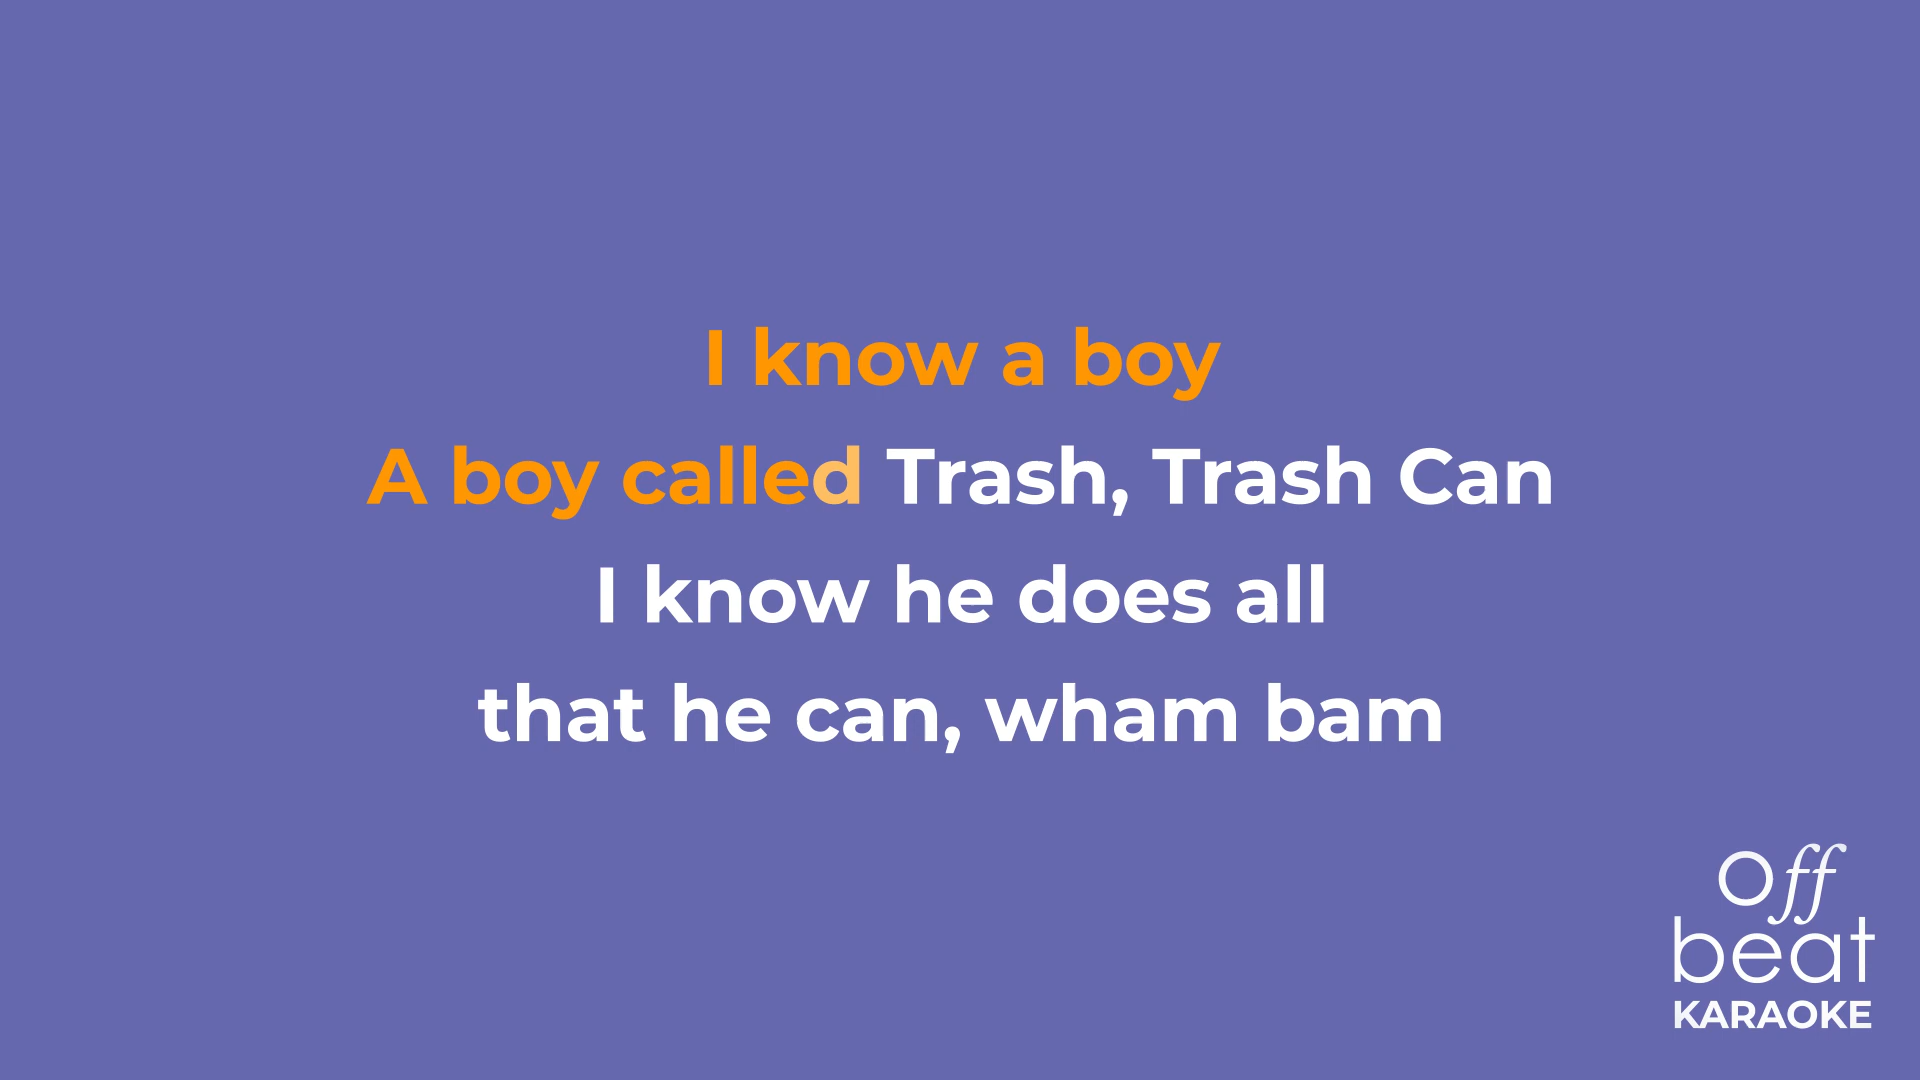 I know a boy
A boy called Trash, Trash Can
I know he does all
that he can, wham bam
off
beat
KARAOKE